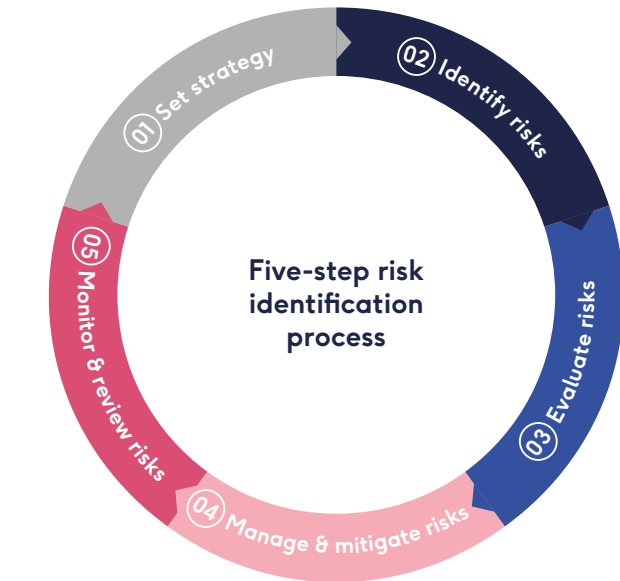 01 Set strategy
02 Identify risks
03 Evaluate risks
04 Manage & mitigate risks
05 Monitor & review risks
Five-step risk
identification
process